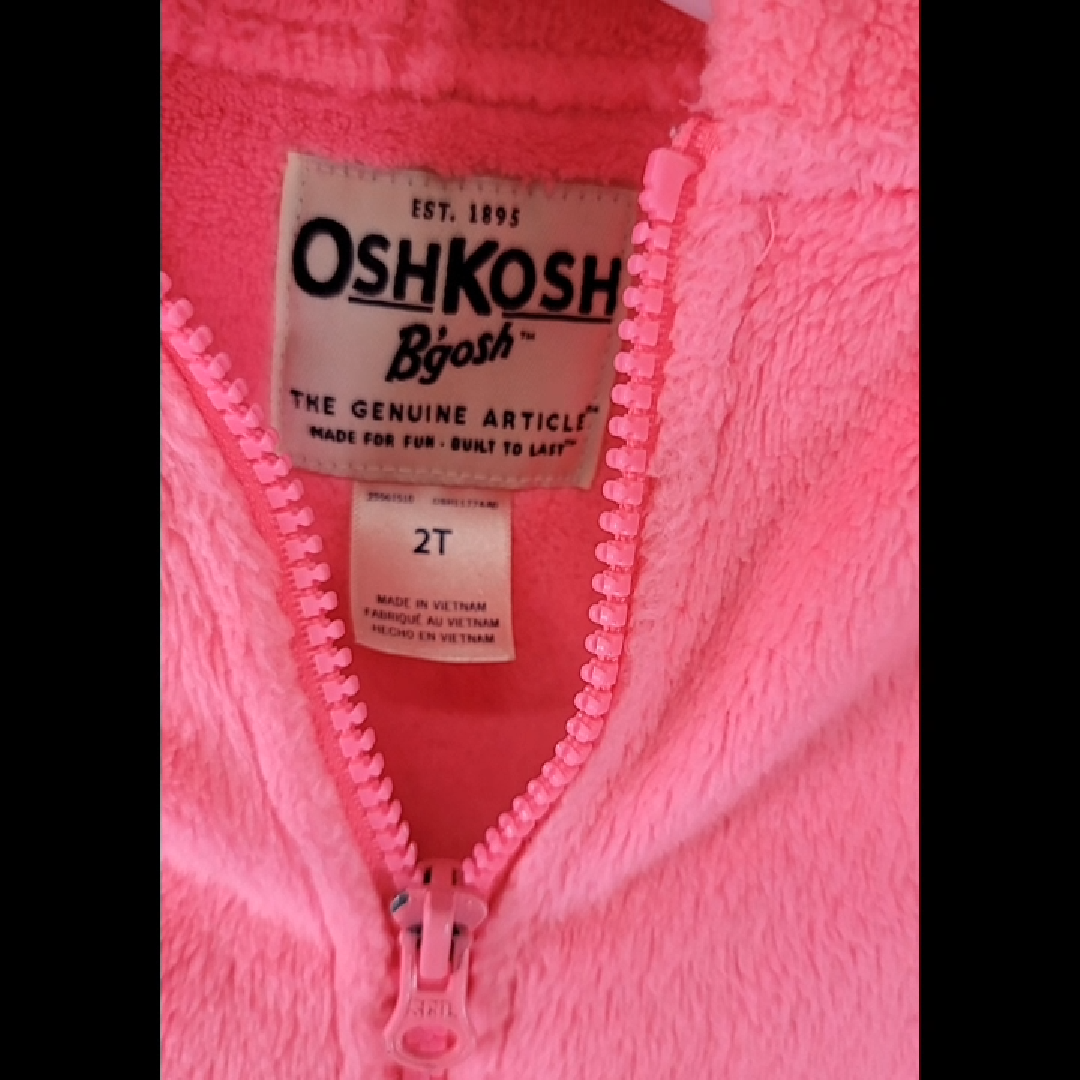 EST. 1895
OSHKOSH
B'gosh™
THE GENUINE ARTICLE™
MADE FOR FUN · BUILT TO LAST™
2T
MADE IN VIETNAM
FABRIQUÉ AU VIETNAM
HECHO EN VIETNAM